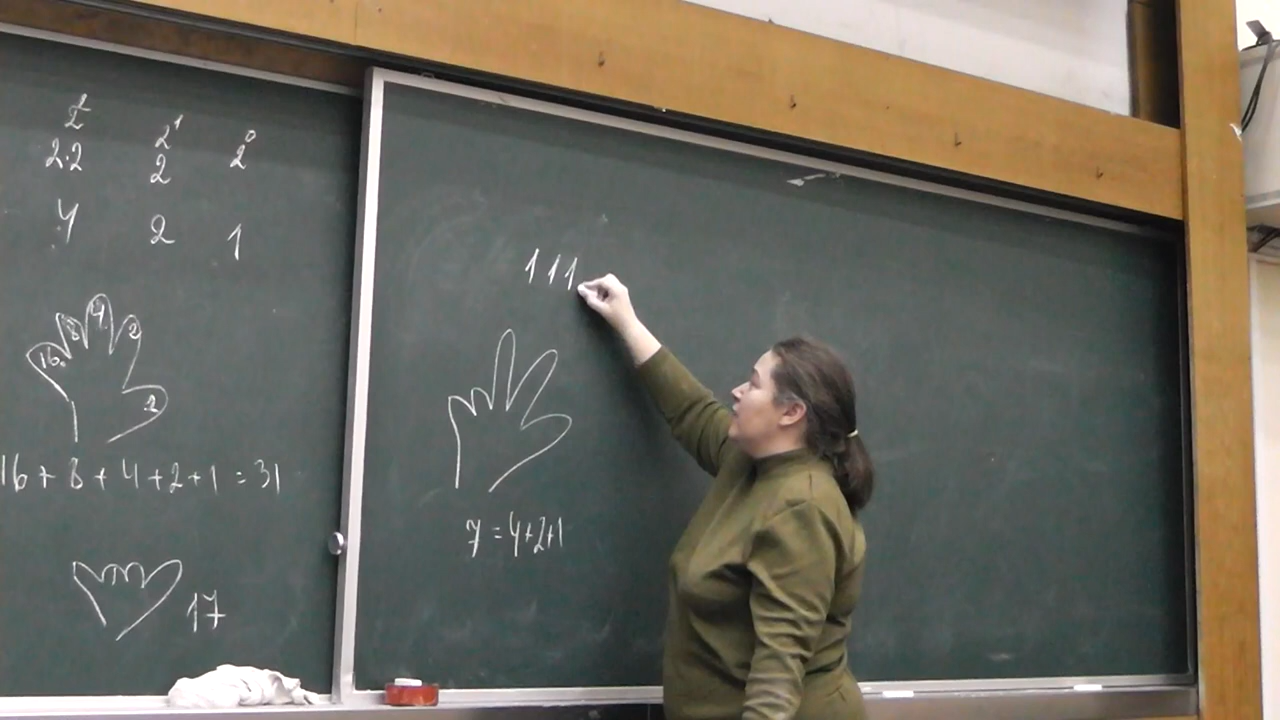 2² 2¹ 2⁰
2·2 2
4 2 1
16 8 4 2 2
16+8+4+2+1=31
17
111
7=4+2+1